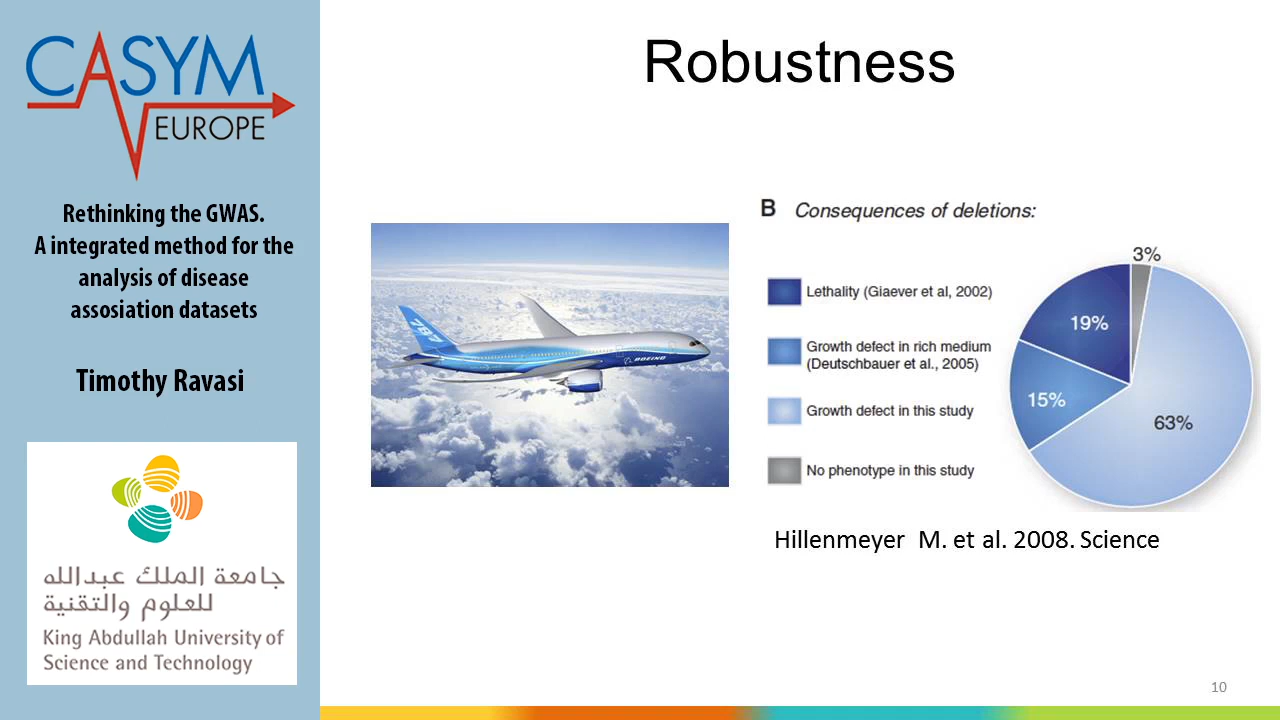 CASYM
EUROPE
Rethinking the GWAS.
A integrated method for the
analysis of disease
assosiation datasets
Timothy Ravasi
جامعة الملك عبدالله
للعلوم والتقنية
King Abdullah University of
Science and Technology
Robustness
787
BOEING
B Consequences of deletions:
Lethality (Giaever et al, 2002)
Growth defect in rich medium
(Deutschbauer et al., 2005)
Growth defect in this study
No phenotype in this study
3%
19%
15%
63%
Hillenmeyer M. et al. 2008. Science
10